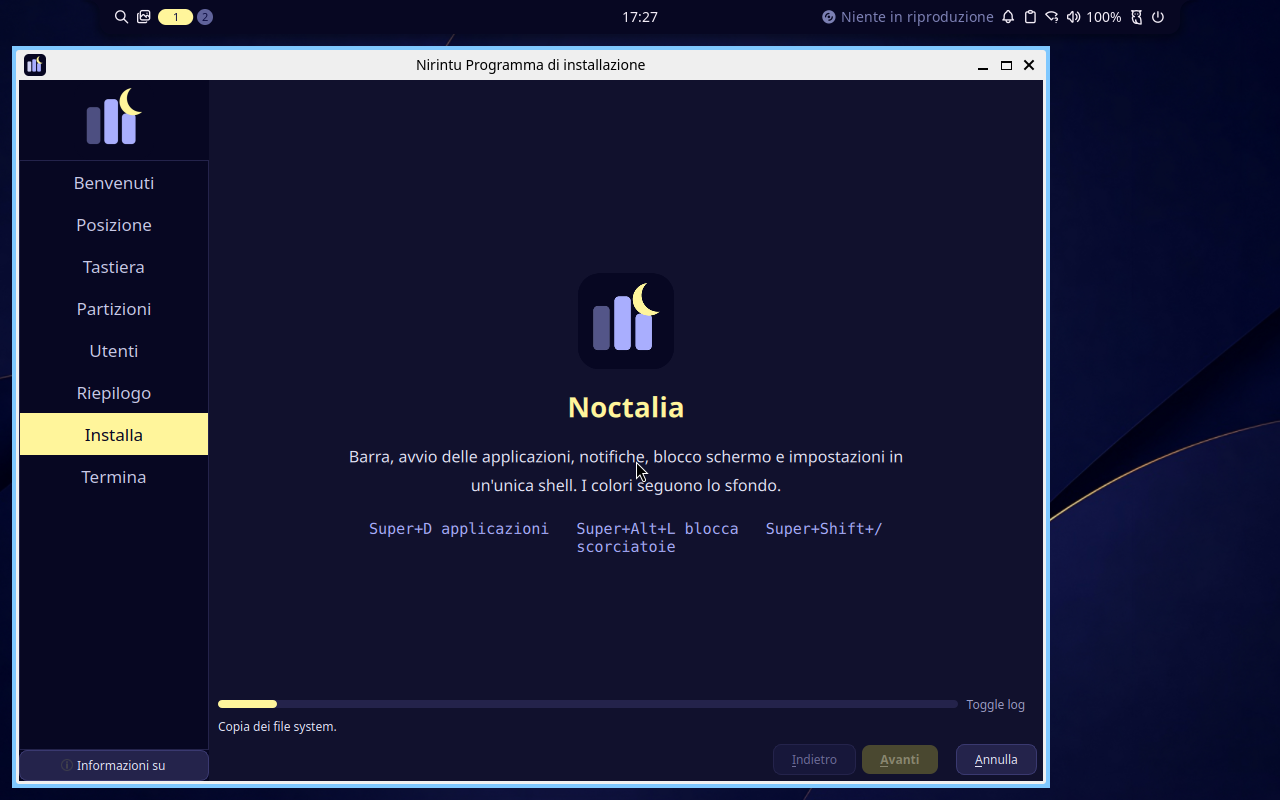 1 2
17:27
Niente in riproduzione
100%
Nirintu Programma di installazione
Benvenuti
Posizione
Tastiera
Partizioni
Utenti
Riepilogo
Installa
Termina
Informazioni su
Noctalia
Barra, avvio delle applicazioni, notifiche, blocco schermo e impostazioni in
un'unica shell. I colori seguono lo sfondo.
Super+D applicazioni Super+Alt+L blocca Super+Shift+/
scorciatoie
Toggle log
Copia dei file system.
Indietro
Avanti
Annulla